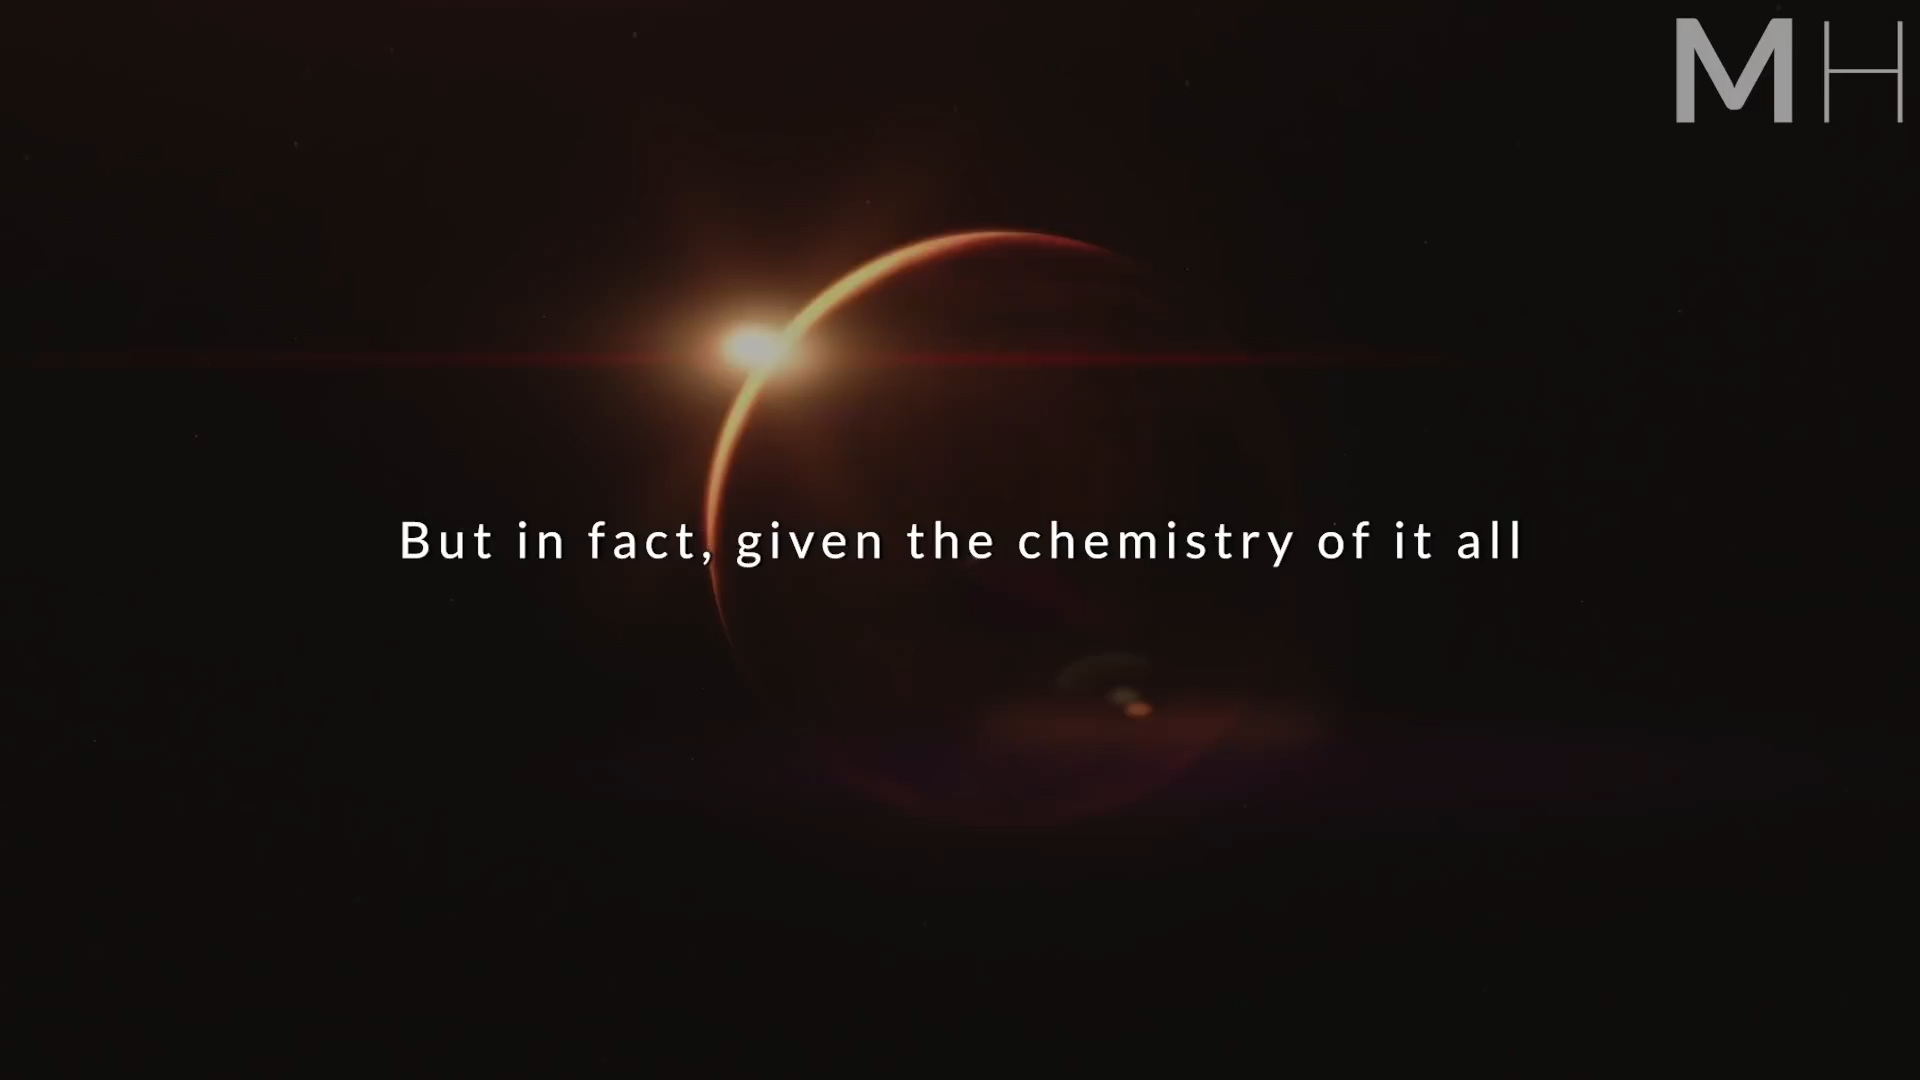 MH
But in fact, given the chemistry of it all